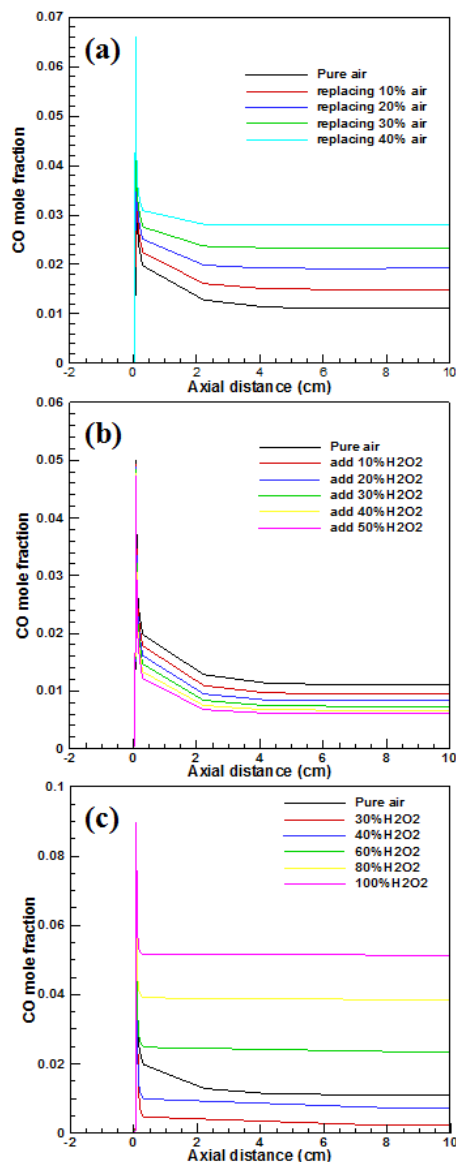 0.07
(a)
0.06
Pure air
replacing 10% air
0.05
replacing 20% air
replacing 30% air
replacing 40% air
0.04
CO mole fraction
0.03
0.02
0.01
0
-2 0 2 4 6 8 10
Axial distance (cm)
0.06
(b)
Pure air
0.05
add 10%H2O2
add 20%H2O2
add 30%H2O2
0.04
add 40%H2O2
add 50%H2O2
CO mole fraction
0.03
0.02
0.01
0
-2 0 2 4 6 8 10
Axial distance (cm)
0.1
(c)
Pure air
30%H2O2
40%H2O2
0.08
60%H2O2
80%H2O2
100%H2O2
0.06
CO mole fraction
0.04
0.02
0
-2 0 2 4 6 8 10
Axial distance (cm)